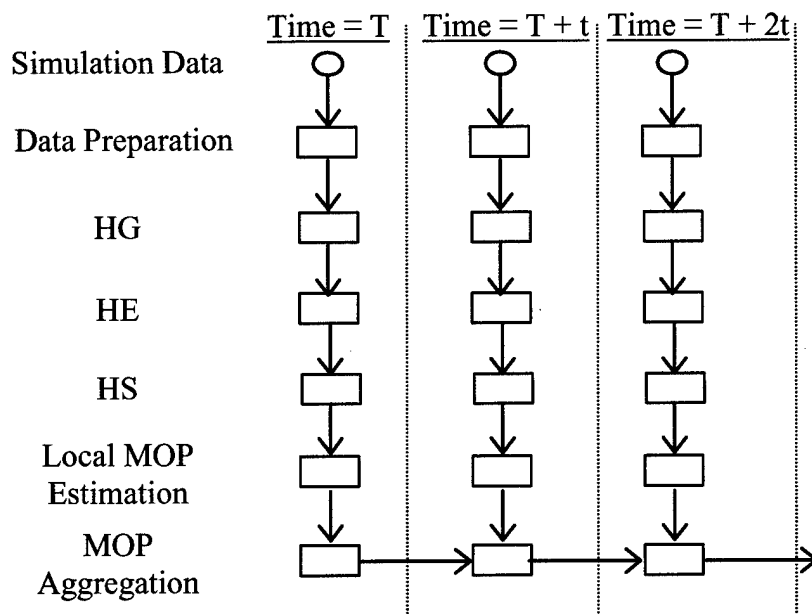 Time = T
Time = T + t
Time = T + 2t
Simulation Data
Data Preparation
HG
HE
HS
Local MOP
Estimation
MOP
Aggregation